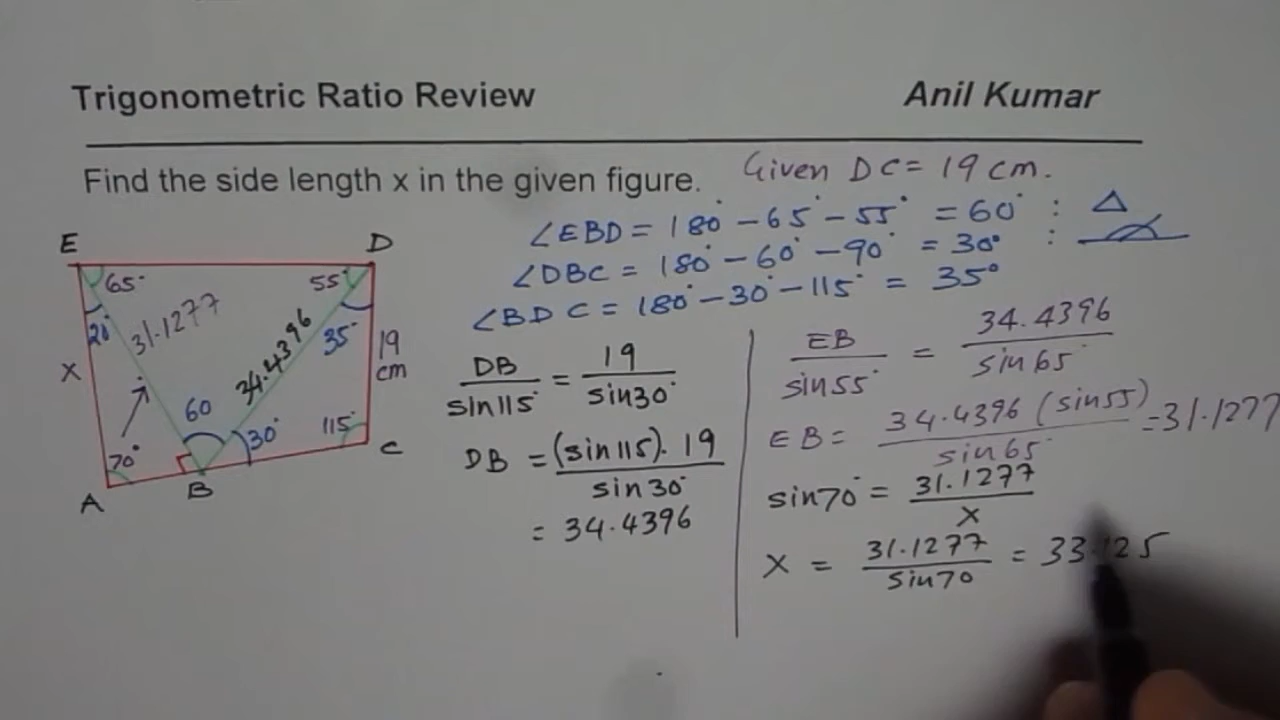 Trigonometric Ratio Review
Anil Kumar
Find the side length x in the given figure. Given DC = 19 cm.
∠EBD = 180° − 65° − 55° = 60° : △
∠DBC = 180° − 60° − 90° = 30° :
∠BDC = 180° − 30° − 115° = 35°
E
D
65°
55°
20°
31.1277
34.4396
35°
19
cm
x
60
30°
115°
70°
A
B
C
DB/sin115° = 19/sin30°
DB = (sin115°) · 19/sin30°
= 34.4396
EB/sin55° = 34.4396/sin65°
EB = 34.4396 (sin55)/sin65° = 31.1277
sin70° = 31.1277/x
x = 31.1277/sin70 = 33.125